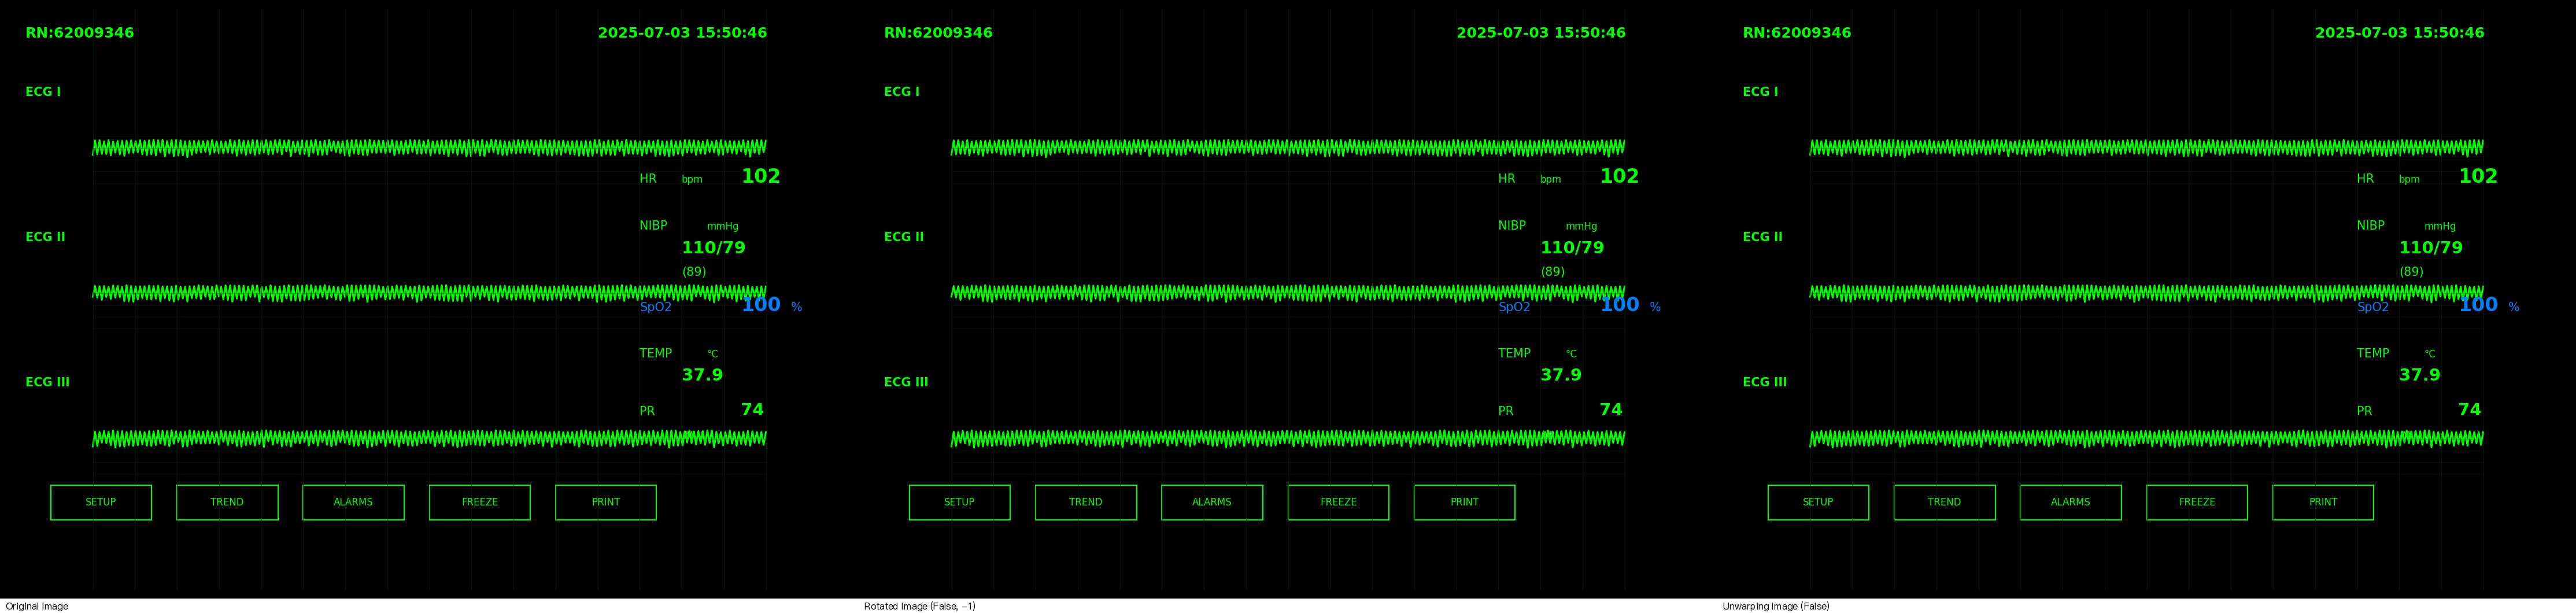 RN:62009346 2025-07-03 15:50:46
ECG I
HR bpm 102
NIBP mmHg
ECG II
110/79
(89)
SpO2 100 %
TEMP °C
37.9
ECG III
PR 74
SETUP TREND ALARMS FREEZE PRINT
Original Image
RN:62009346 2025-07-03 15:50:46
ECG I
HR bpm 102
NIBP mmHg
ECG II
110/79
(89)
SpO2 100 %
TEMP °C
37.9
ECG III
PR 74
SETUP TREND ALARMS FREEZE PRINT
Rotated Image (False, -1)
RN:62009346 2025-07-03 15:50:46
ECG I
HR bpm 102
NIBP mmHg
ECG II
110/79
(89)
SpO2 100 %
TEMP °C
37.9
ECG III
PR 74
SETUP TREND ALARMS FREEZE PRINT
Unwarping Image (False)